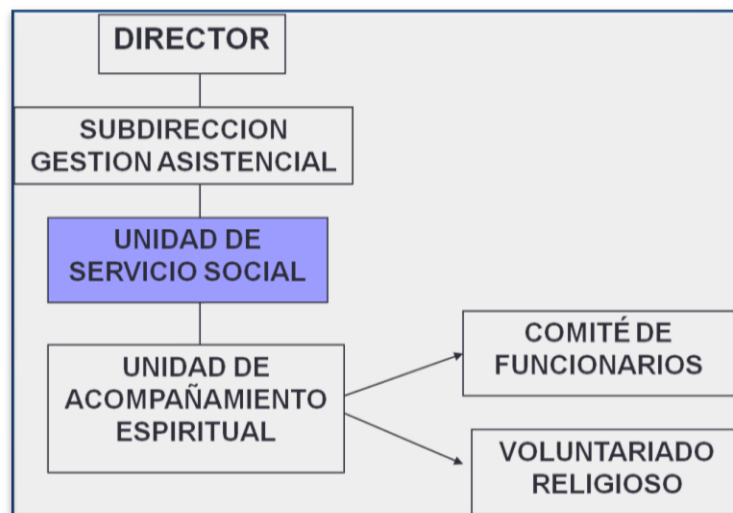 DIRECTOR
SUBDIRECCION
GESTION ASISTENCIAL
UNIDAD DE
SERVICIO SOCIAL
UNIDAD DE
ACOMPAÑAMIENTO
ESPIRITUAL
COMITÉ DE
FUNCIONARIOS
VOLUNTARIADO
RELIGIOSO